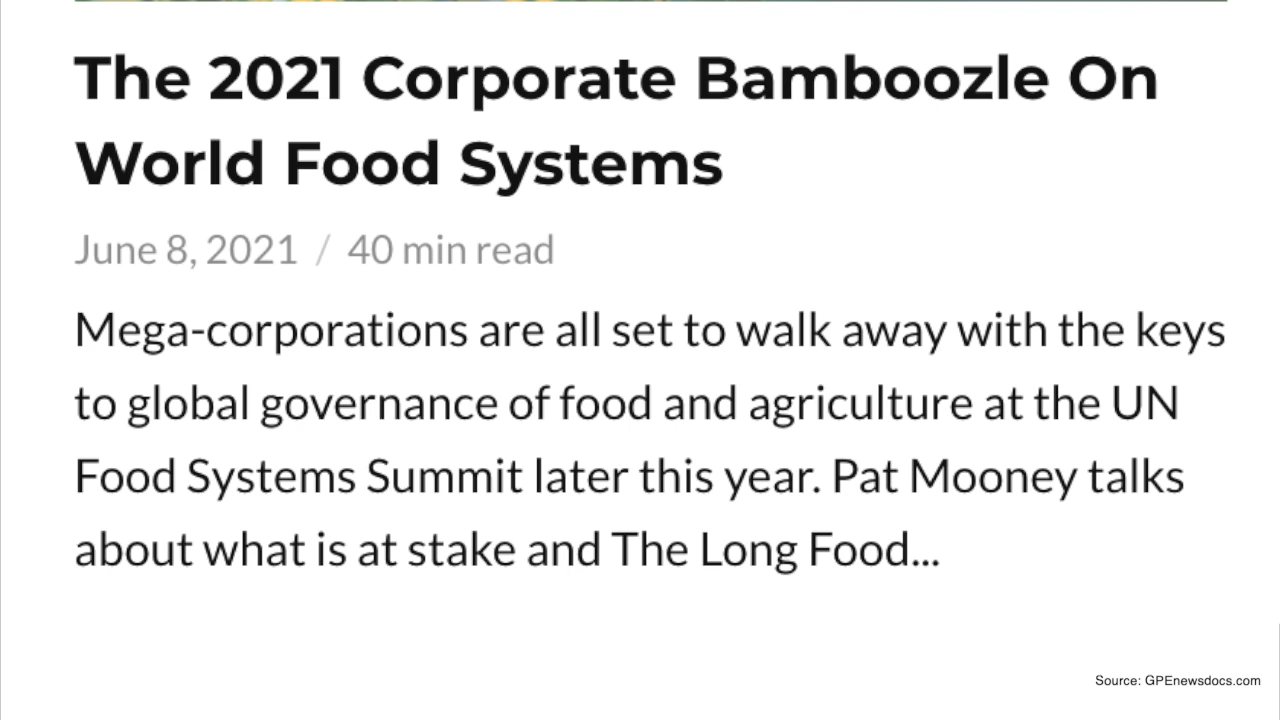 The 2021 Corporate Bamboozle On
World Food Systems
June 8, 2021 / 40 min read
Mega-corporations are all set to walk away with the keys
to global governance of food and agriculture at the UN
Food Systems Summit later this year. Pat Mooney talks
about what is at stake and The Long Food...
Source: GPEnewsdocs.com